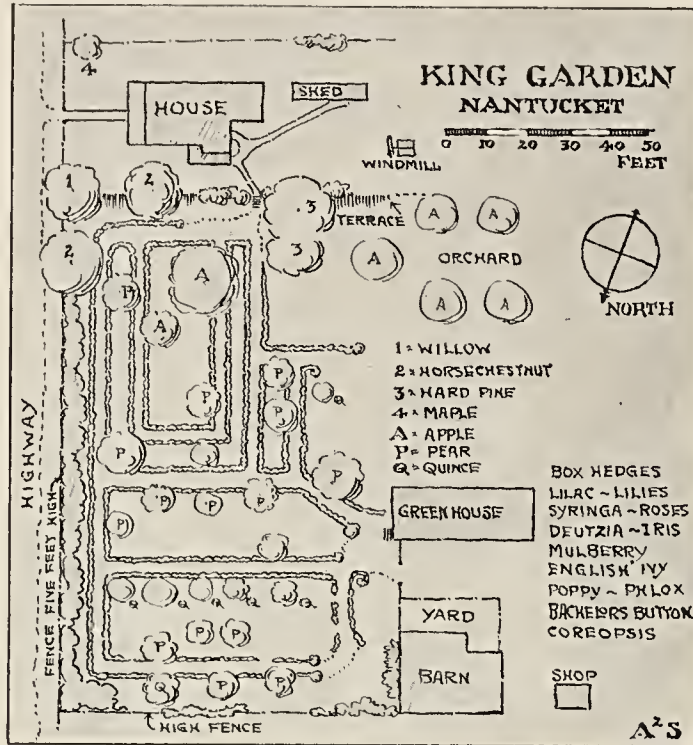 KING GARDEN
NANTUCKET
0 10 20 30 40 50
FEET
HOUSE
SHED
WINDMILL
4
1
2
3
TERRACE
A
A
2
3
A
ORCHARD
P
A
A
A
A
NORTH
1 = WILLOW
2 = HORSECHESTNUT
3 = HARD PINE
4 = MAPLE
A = APPLE
P = PEAR
Q = QUINCE
P
P
Q
P
HIGHWAY
FENCE FIVE FEET HIGH
P
P
P
P
P
P
GREEN HOUSE
BOX HEDGES
LILAC ~ LILIES
SYRINGA ~ ROSES
DEUTZIA ~ IRIS
MULBERRY
ENGLISH IVY
POPPY ~ PHLOX
BACHELORS BUTTON
COREOPSIS
Q
Q
Q
Q
P
P
P
P
YARD
BARN
Q
P
P
SHOP
HIGH FENCE
A²S